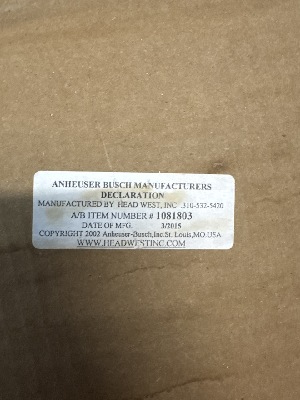 ANHEUSER BUSCH MANUFACTURERS
DECLARATION
MANUFACTURED BY HEAD WEST, INC 310-532-5420
A/B ITEM NUMBER # 1081803
DATE OF MFG. 3/2015
COPYRIGHT 2002 Anheuser-Busch,Inc.St. Louis,MO.USA
WWW.HEADWESTINC.COM